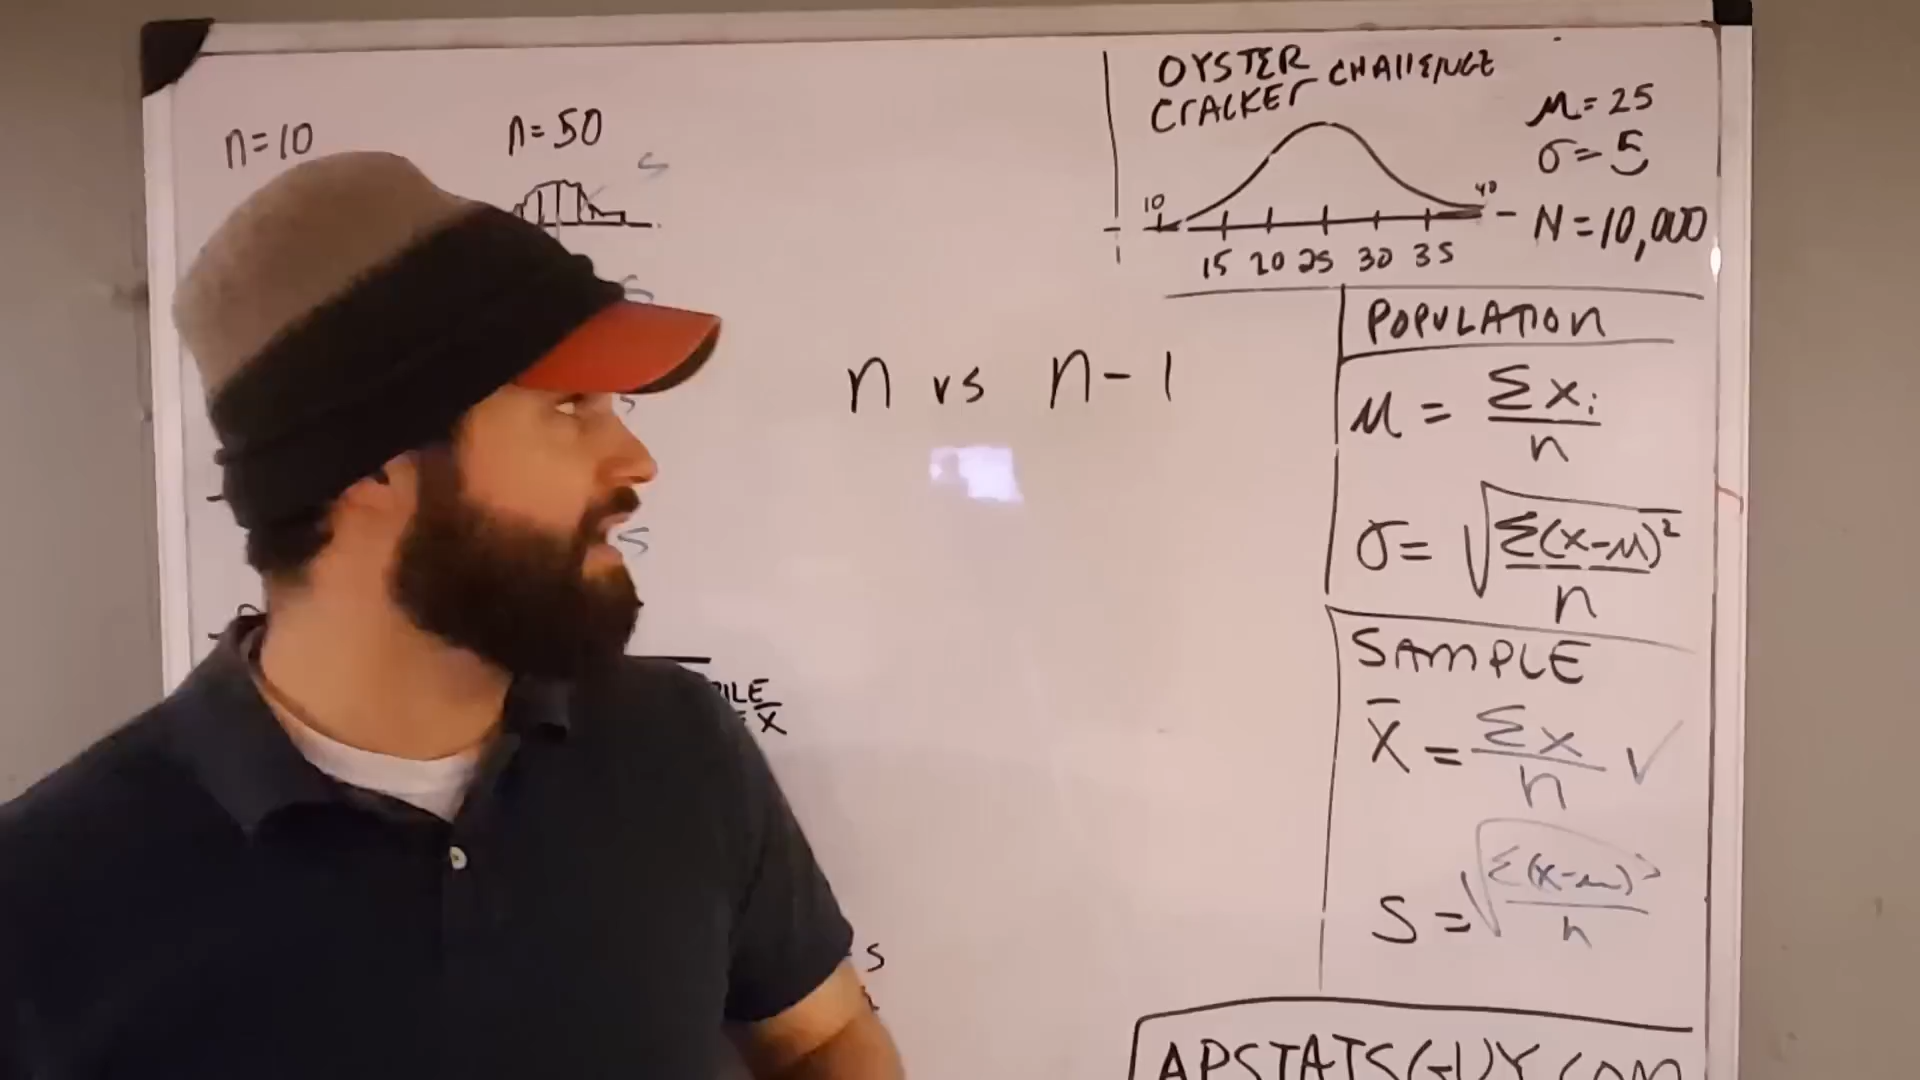 n=10
n=50
S
S
S
S
ILE
X̄
S
n vs n-1
OYSTER CHALLENGE
CRACKER
μ=25
σ=5
N=10,000
10
40
15 20 25 30 35
POPULATION
μ = Σxᵢ
n
σ= √Σ(x-μ)²
n
SAMPLE
x̄ = Σx ✓
n
S = √Σ(x-μ)²
n
APSTATSGUY.COM